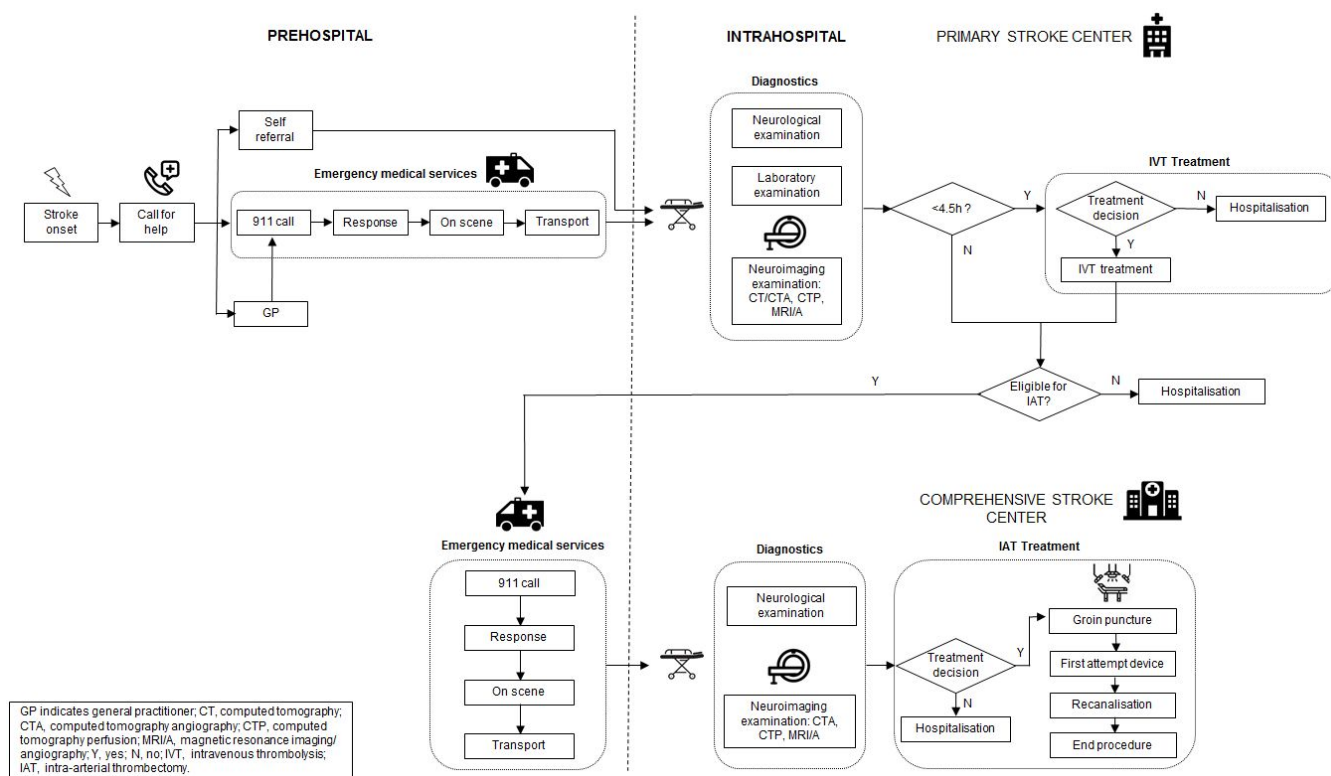 PREHOSPITAL
INTRAHOSPITAL
PRIMARY STROKE CENTER
Diagnostics
Self
referral
Neurological
examination
Emergency medical services
Laboratory
examination
IVT Treatment
Stroke
onset
Call for
help
911 call
Response
On scene
Transport
<4.5h ?
Y
Treatment
decision
N
Hospitalisation
N
Y
Neuroimaging
examination:
CT/CTA, CTP,
MRI/A
IVT treatment
GP
Y
Eligible for
IAT?
N
Hospitalisation
COMPREHENSIVE STROKE
CENTER
Emergency medical services
Diagnostics
IAT Treatment
911 call
Response
On scene
Transport
Neurological
examination
Neuroimaging
examination: CTA,
CTP, MRI/A
Treatment
decision
Y
N
Hospitalisation
Groin puncture
First attempt device
Recanalisation
End procedure
GP indicates general practitioner; CT, computed tomography;
CTA, computed tomography angiography; CTP, computed
tomography perfusion; MRI/A, magnetic resonance imaging/
angiography; Y, yes; N, no; IVT, intravenous thrombolysis;
IAT, intra-arterial thrombectomy.